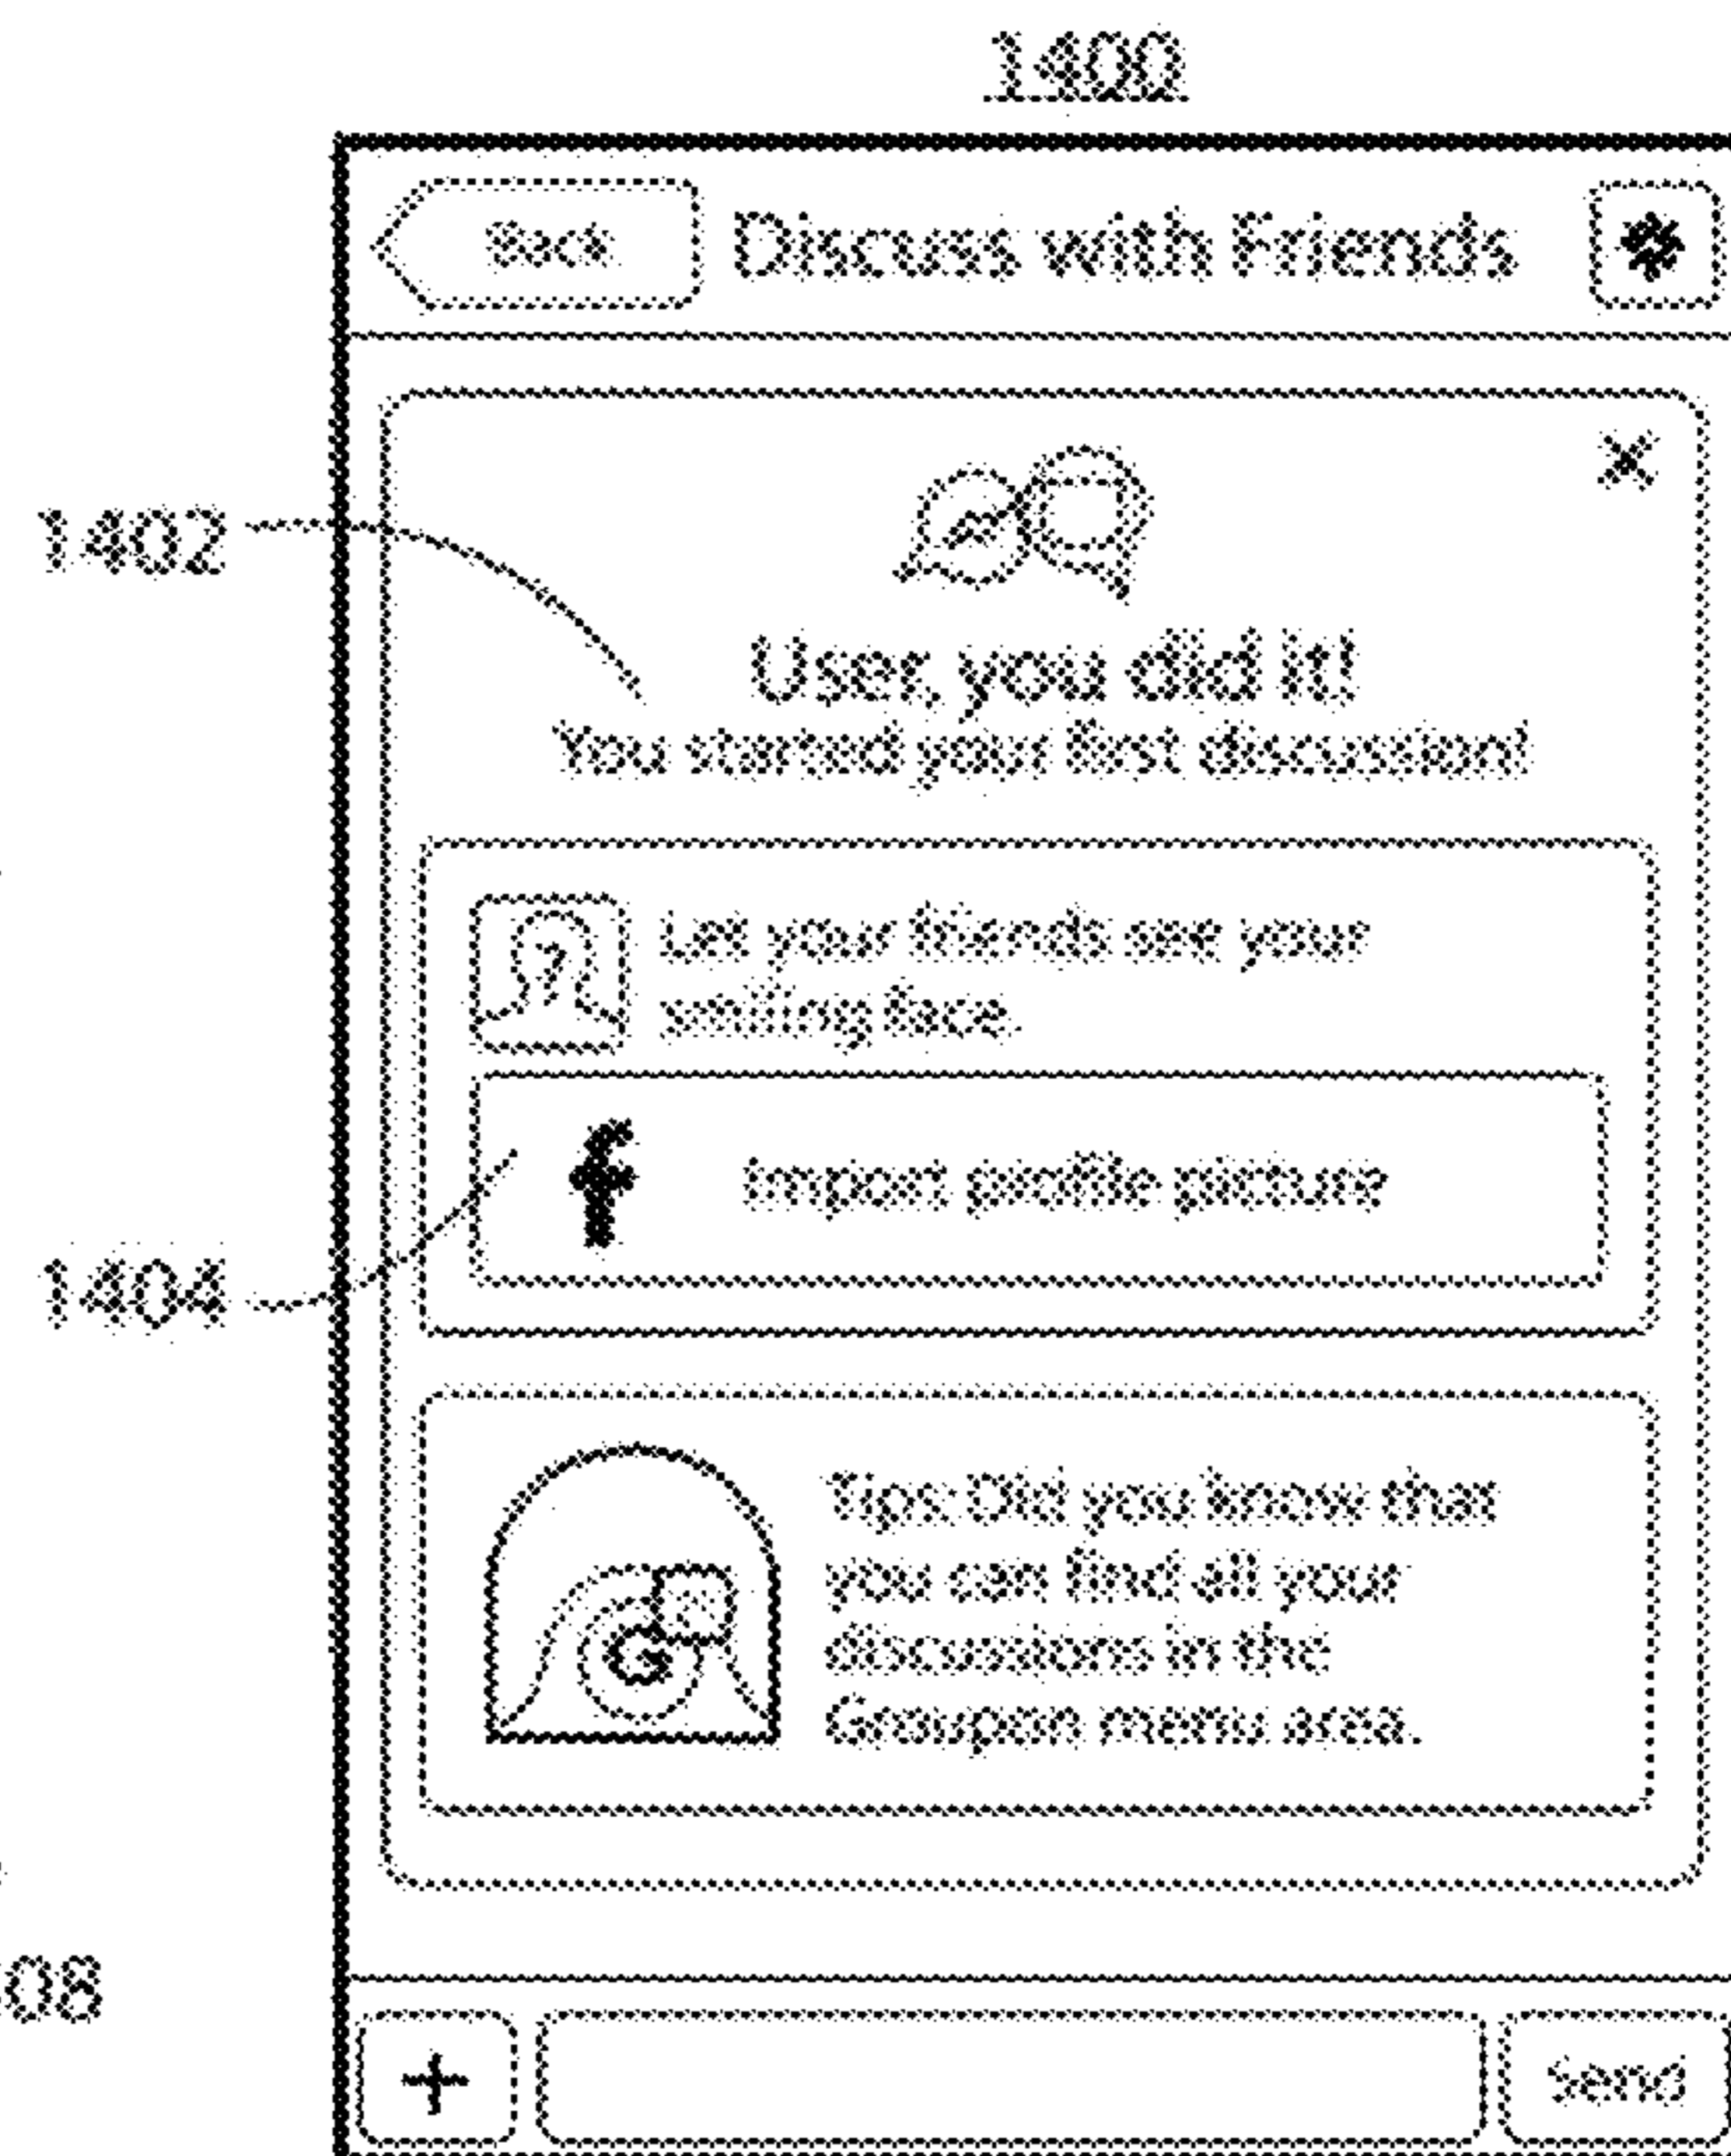 1400
Back
Discuss with Friends
1402
User, you did it!
You started your first discussion!
?
Let your friends see your
smiling face.
f
Import profile picture
1404
Tips: Did you know that
you can find all your
discussions in the
Groupon menu area.
G
08
+
Send